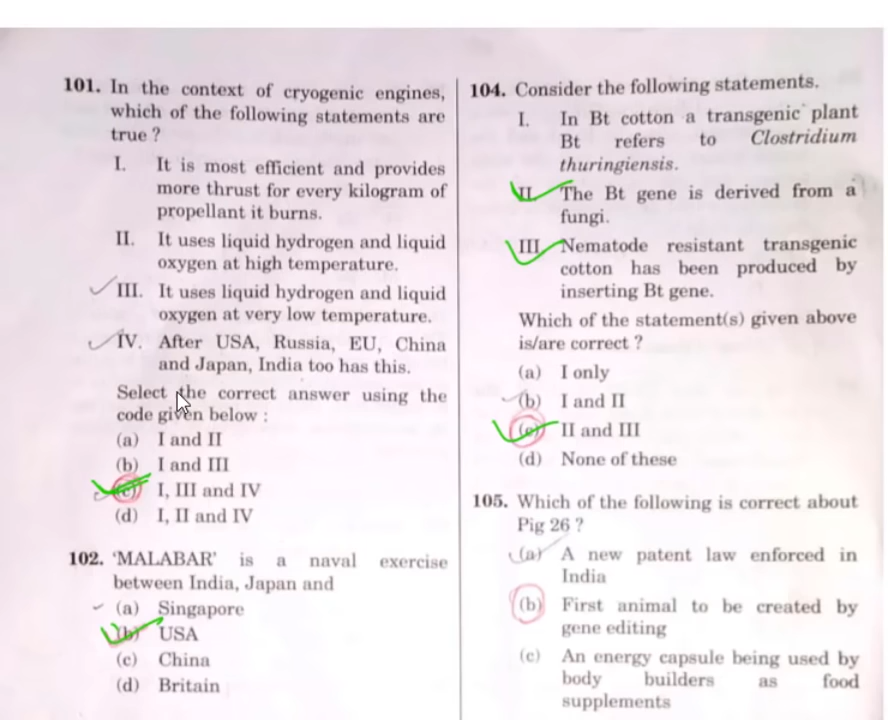 101. In the context of cryogenic engines,
which of the following statements are
true ?
I. It is most efficient and provides
more thrust for every kilogram of
propellant it burns.
II. It uses liquid hydrogen and liquid
oxygen at high temperature.
III. It uses liquid hydrogen and liquid
oxygen at very low temperature.
IV. After USA, Russia, EU, China
and Japan, India too has this.
Select the correct answer using the
code given below :
(a) I and II
(b) I and III
(c) I, III and IV
(d) I, II and IV
102. 'MALABAR' is a naval exercise
between India, Japan and
(a) Singapore
(b) USA
(c) China
(d) Britain
104. Consider the following statements.
I. In Bt cotton a transgenic plant
Bt refers to Clostridium
thuringiensis.
II. The Bt gene is derived from a
fungi.
III Nematode resistant transgenic
cotton has been produced by
inserting Bt gene.
Which of the statement(s) given above
is/are correct ?
(a) I only
(b) I and II
(c) II and III
(d) None of these
105. Which of the following is correct about
Pig 26 ?
(a) A new patent law enforced in
India
(b) First animal to be created by
gene editing
(c) An energy capsule being used by
body builders as food
supplements